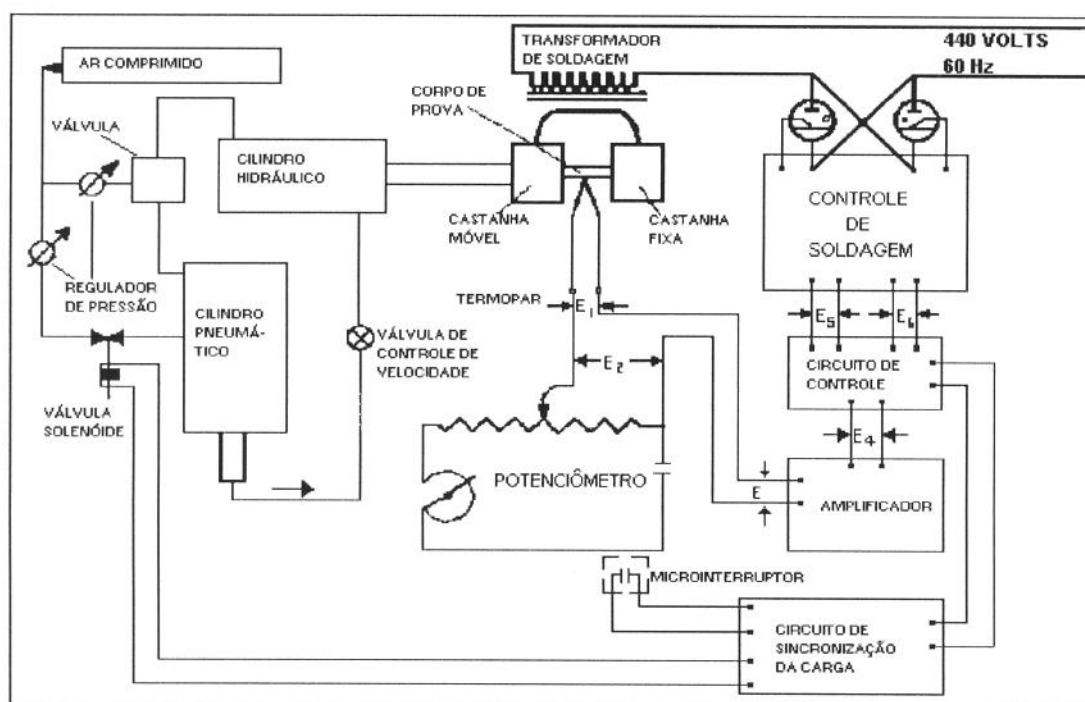 TRANSFORMADOR
DE SOLDAGEM
440 VOLTS
60 Hz
AR COMPRIMIDO
CORPO DE
PROVA
VÁLVULA
CILINDRO
HIDRÁULICO
CASTANHA
MÓVEL
CASTANHA
FIXA
CONTROLE
DE
SOLDAGEM
REGULADOR
DE PRESSÃO
CILINDRO
PNEUMÁ-
TICO
TERMOPAR
E1
E5
E6
VÁLVULA DE
CONTROLE DE
VELOCIDADE
E2
CIRCUITO DE
CONTROLE
VÁLVULA
SOLENÓIDE
E4
POTENCIÔMETRO
E
AMPLIFICADOR
MICROINTERRUPTOR
CIRCUITO DE
SINCRONIZAÇÃO
DA CARGA